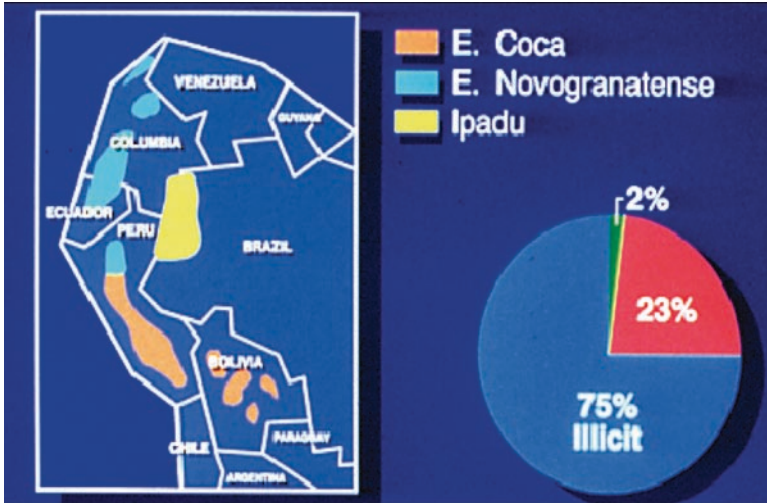 VENEZUELA
GUYANA
COLUMBIA
ECUADOR
PERU
BRAZIL
BOLIVIA
PARAGUAY
CHILE
ARGENTINA
E. Coca
E. Novogranatense
Ipadu
2%
23%
75%
Illicit